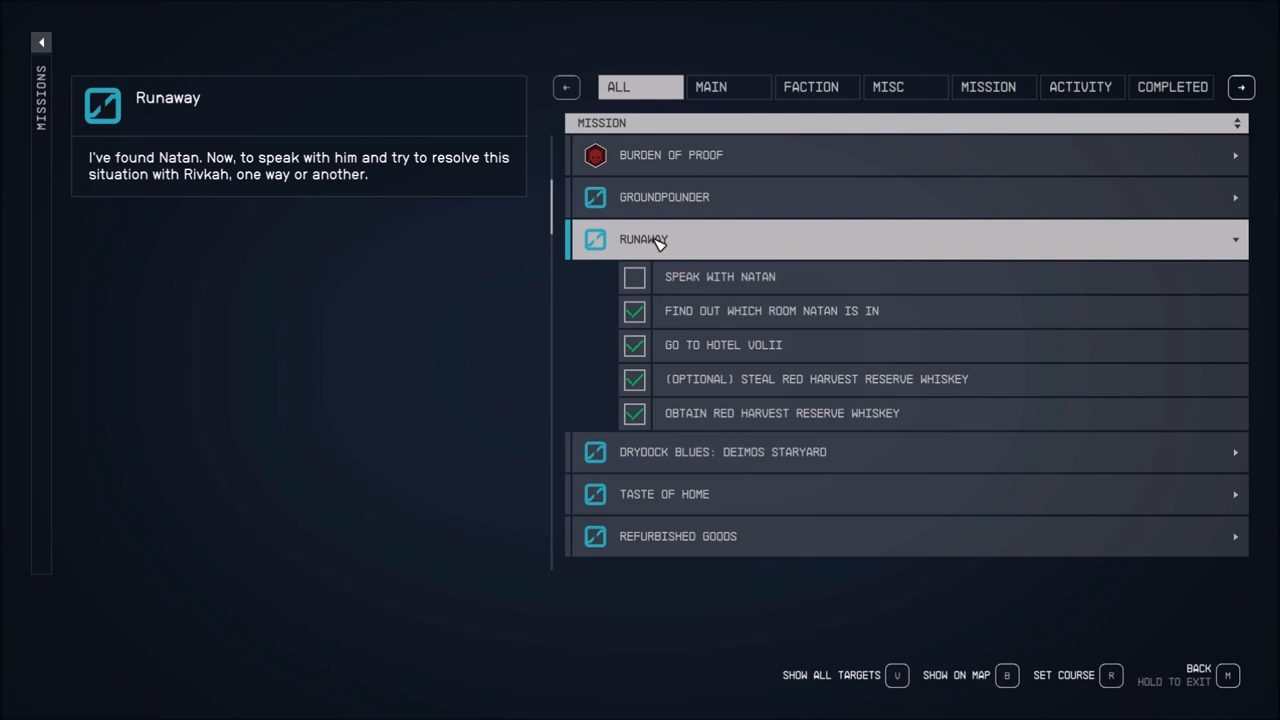 MISSIONS
Runaway
I've found Natan. Now, to speak with him and try to resolve this
situation with Rivkah, one way or another.
ALL MAIN FACTION MISC MISSION ACTIVITY COMPLETED
MISSION
BURDEN OF PROOF
GROUNDPOUNDER
RUNAWAY
SPEAK WITH NATAN
FIND OUT WHICH ROOM NATAN IS IN
GO TO HOTEL VOLII
(OPTIONAL) STEAL RED HARVEST RESERVE WHISKEY
OBTAIN RED HARVEST RESERVE WHISKEY
DRYDOCK BLUES: DEIMOS STARYARD
TASTE OF HOME
REFURBISHED GOODS
SHOW ALL TARGETS V SHOW ON MAP B SET COURSE R BACK M
HOLD TO EXIT